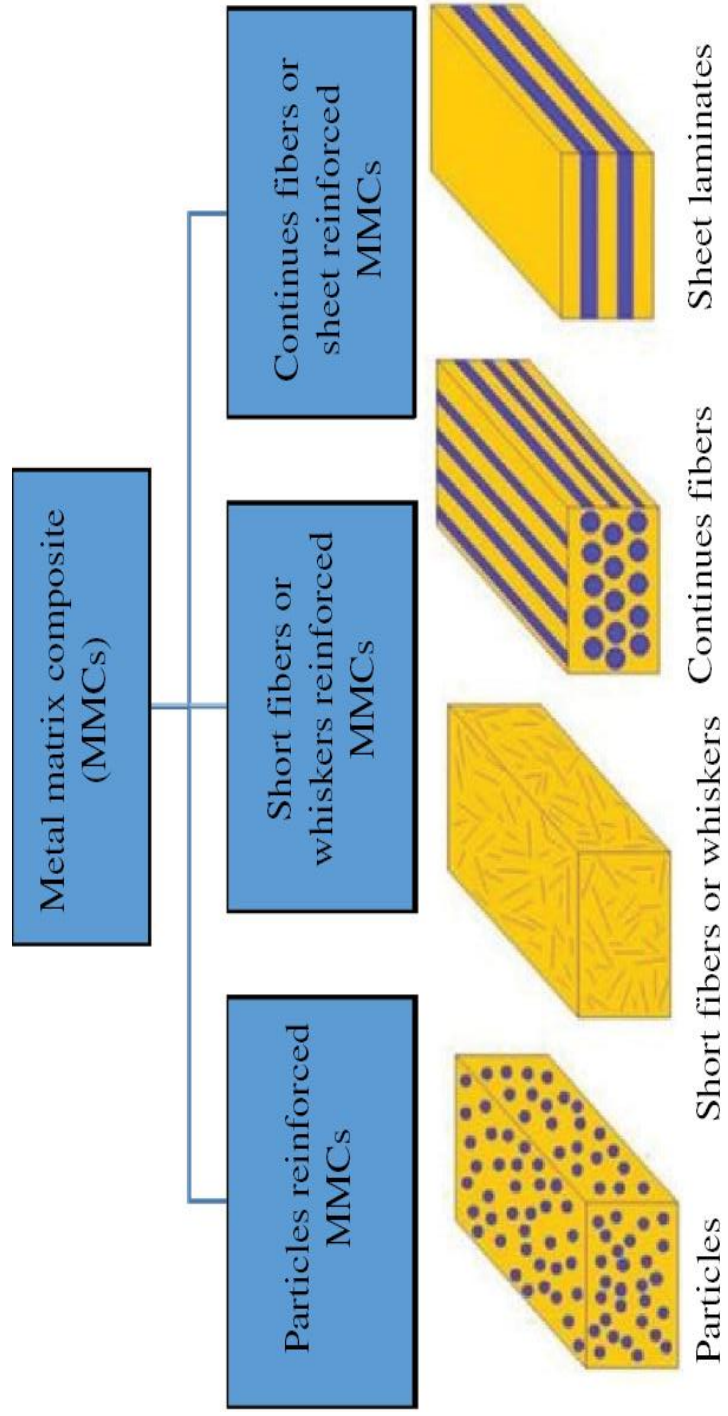 Metal matrix composite
(MMCs)
Particles reinforced
MMCs
Short fibers or
whiskers reinforced
MMCs
Continues fibers or
sheet reinforced
MMCs
Particles
Short fibers or whiskers
Continues fibers
Sheet laminates